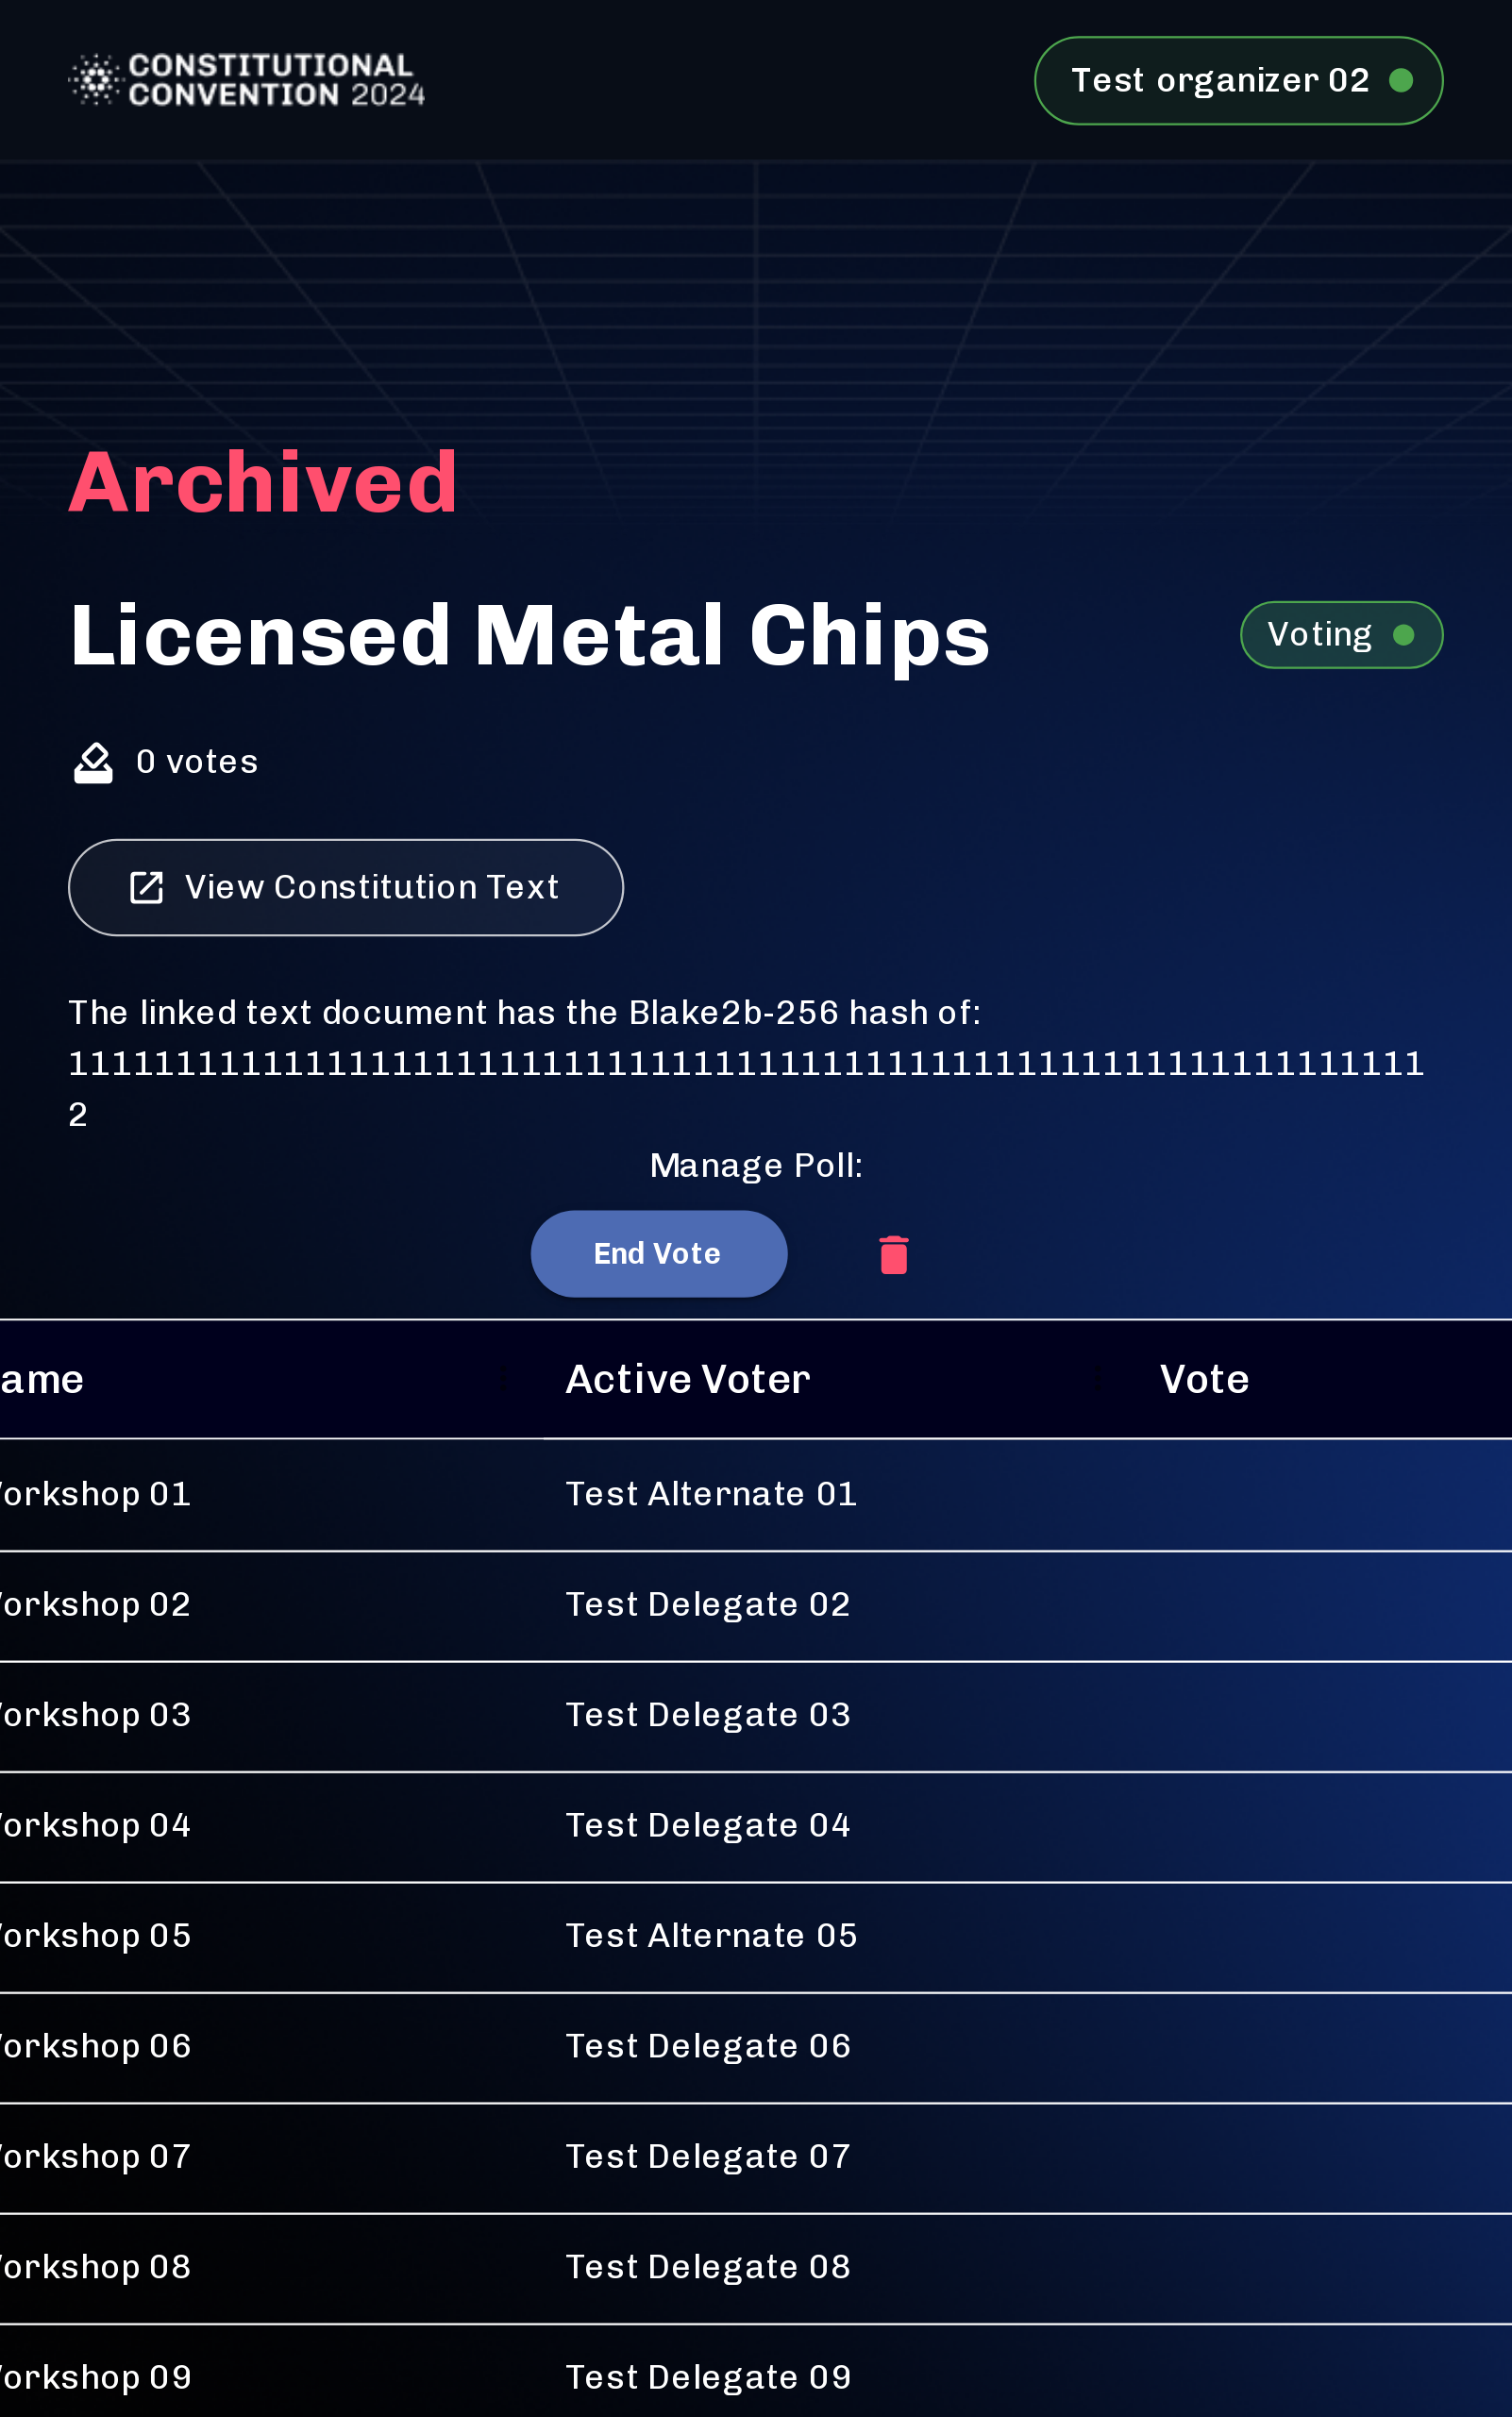 CONSTITUTIONAL
CONVENTION 2024
Test organizer 02
Archived
Licensed Metal Chips
Voting
0 votes
View Constitution Text
The linked text document has the Blake2b-256 hash of:
111111111111111111111111111111111111111111111111111111111111111
2
Manage Poll:
End Vote
ame Active Voter Vote
orkshop 01 Test Alternate 01
orkshop 02 Test Delegate 02
orkshop 03 Test Delegate 03
orkshop 04 Test Delegate 04
orkshop 05 Test Alternate 05
orkshop 06 Test Delegate 06
orkshop 07 Test Delegate 07
orkshop 08 Test Delegate 08
orkshop 09 Test Delegate 09